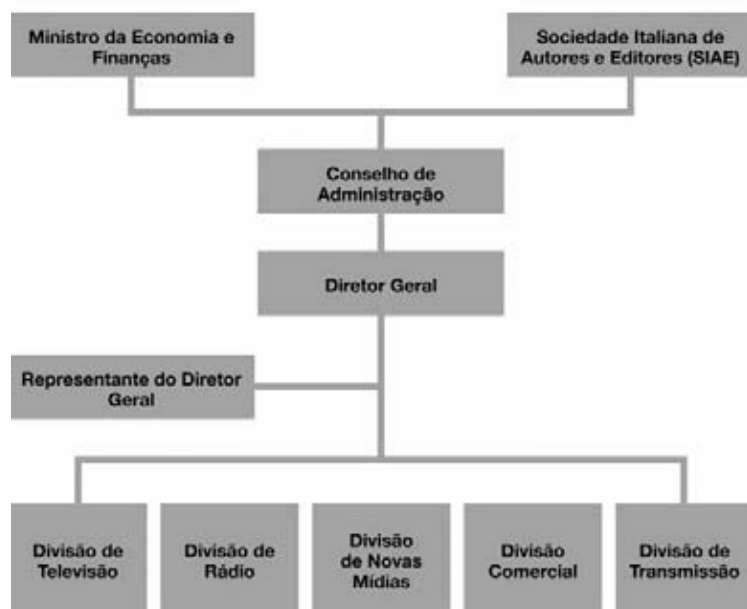 Ministro da Economia e
Finanças
Sociedade Italiana de
Autores e Editores (SIAE)
Conselho de
Administração
Diretor Geral
Representante do Diretor
Geral
Divisão de
Televisão
Divisão de
Rádio
Divisão
de Novas
Mídias
Divisão
Comercial
Divisão de
Transmissão